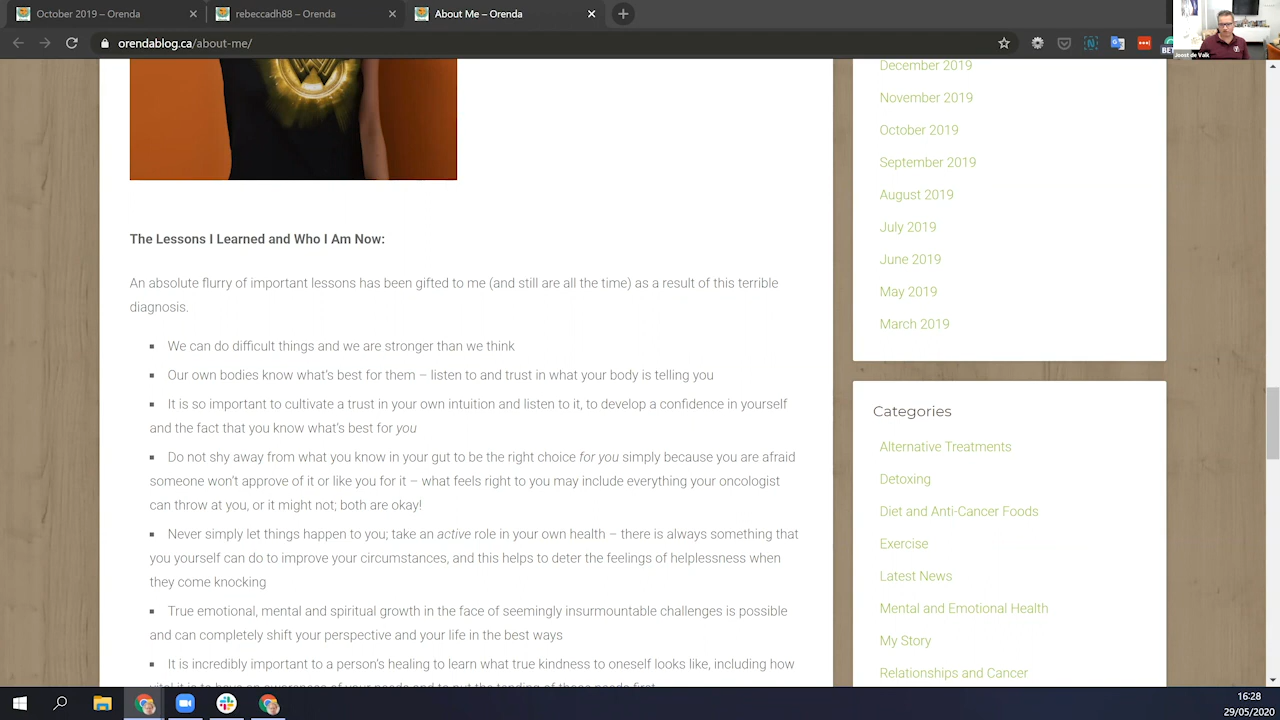 October 2020 – Orenda
rebeccadh88 – Orenda
About Me – Orenda
orendablog.ca/about-me/
BET
Joost de Valk
The Lessons I Learned and Who I Am Now:
An absolute flurry of important lessons has been gifted to me (and still are all the time) as a result of this terrible
diagnosis.
We can do difficult things and we are stronger than we think
Our own bodies know what's best for them – listen to and trust in what your body is telling you
It is so important to cultivate a trust in your own intuition and listen to it, to develop a confidence in yourself
and the fact that you know what's best for you
Do not shy away from what you know in your gut to be the right choice for you simply because you are afraid
someone won't approve of it or like you for it – what feels right to you may include everything your oncologist
can throw at you, or it might not; both are okay!
Never simply let things happen to you; take an active role in your own health – there is always something that
you yourself can do to improve your circumstances, and this helps to deter the feelings of helplessness when
they come knocking
True emotional, mental and spiritual growth in the face of seemingly insurmountable challenges is possible
and can completely shift your perspective and your life in the best ways
It is incredibly important to a person's healing to learn what true kindness to oneself looks like, including how
December 2019
November 2019
October 2019
September 2019
August 2019
July 2019
June 2019
May 2019
March 2019
Categories
Alternative Treatments
Detoxing
Diet and Anti-Cancer Foods
Exercise
Latest News
Mental and Emotional Health
My Story
Relationships and Cancer
16:28
29/05/2020